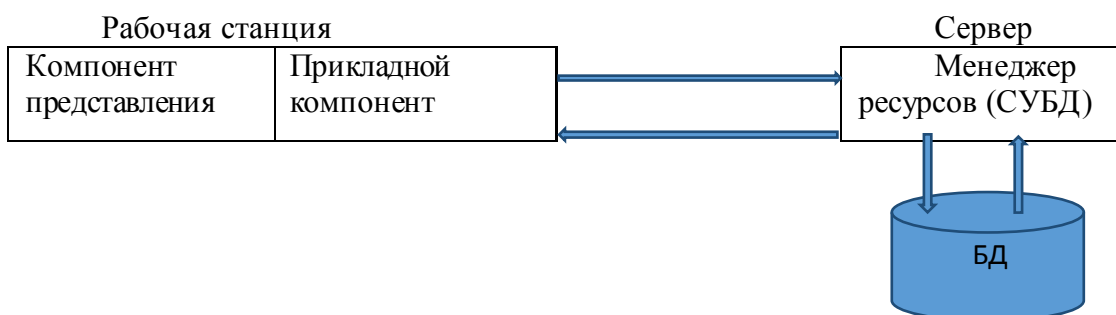 Рабочая станция
Сервер
Компонент
представления
Прикладной
компонент
Менеджер
ресурсов (СУБД)
БД